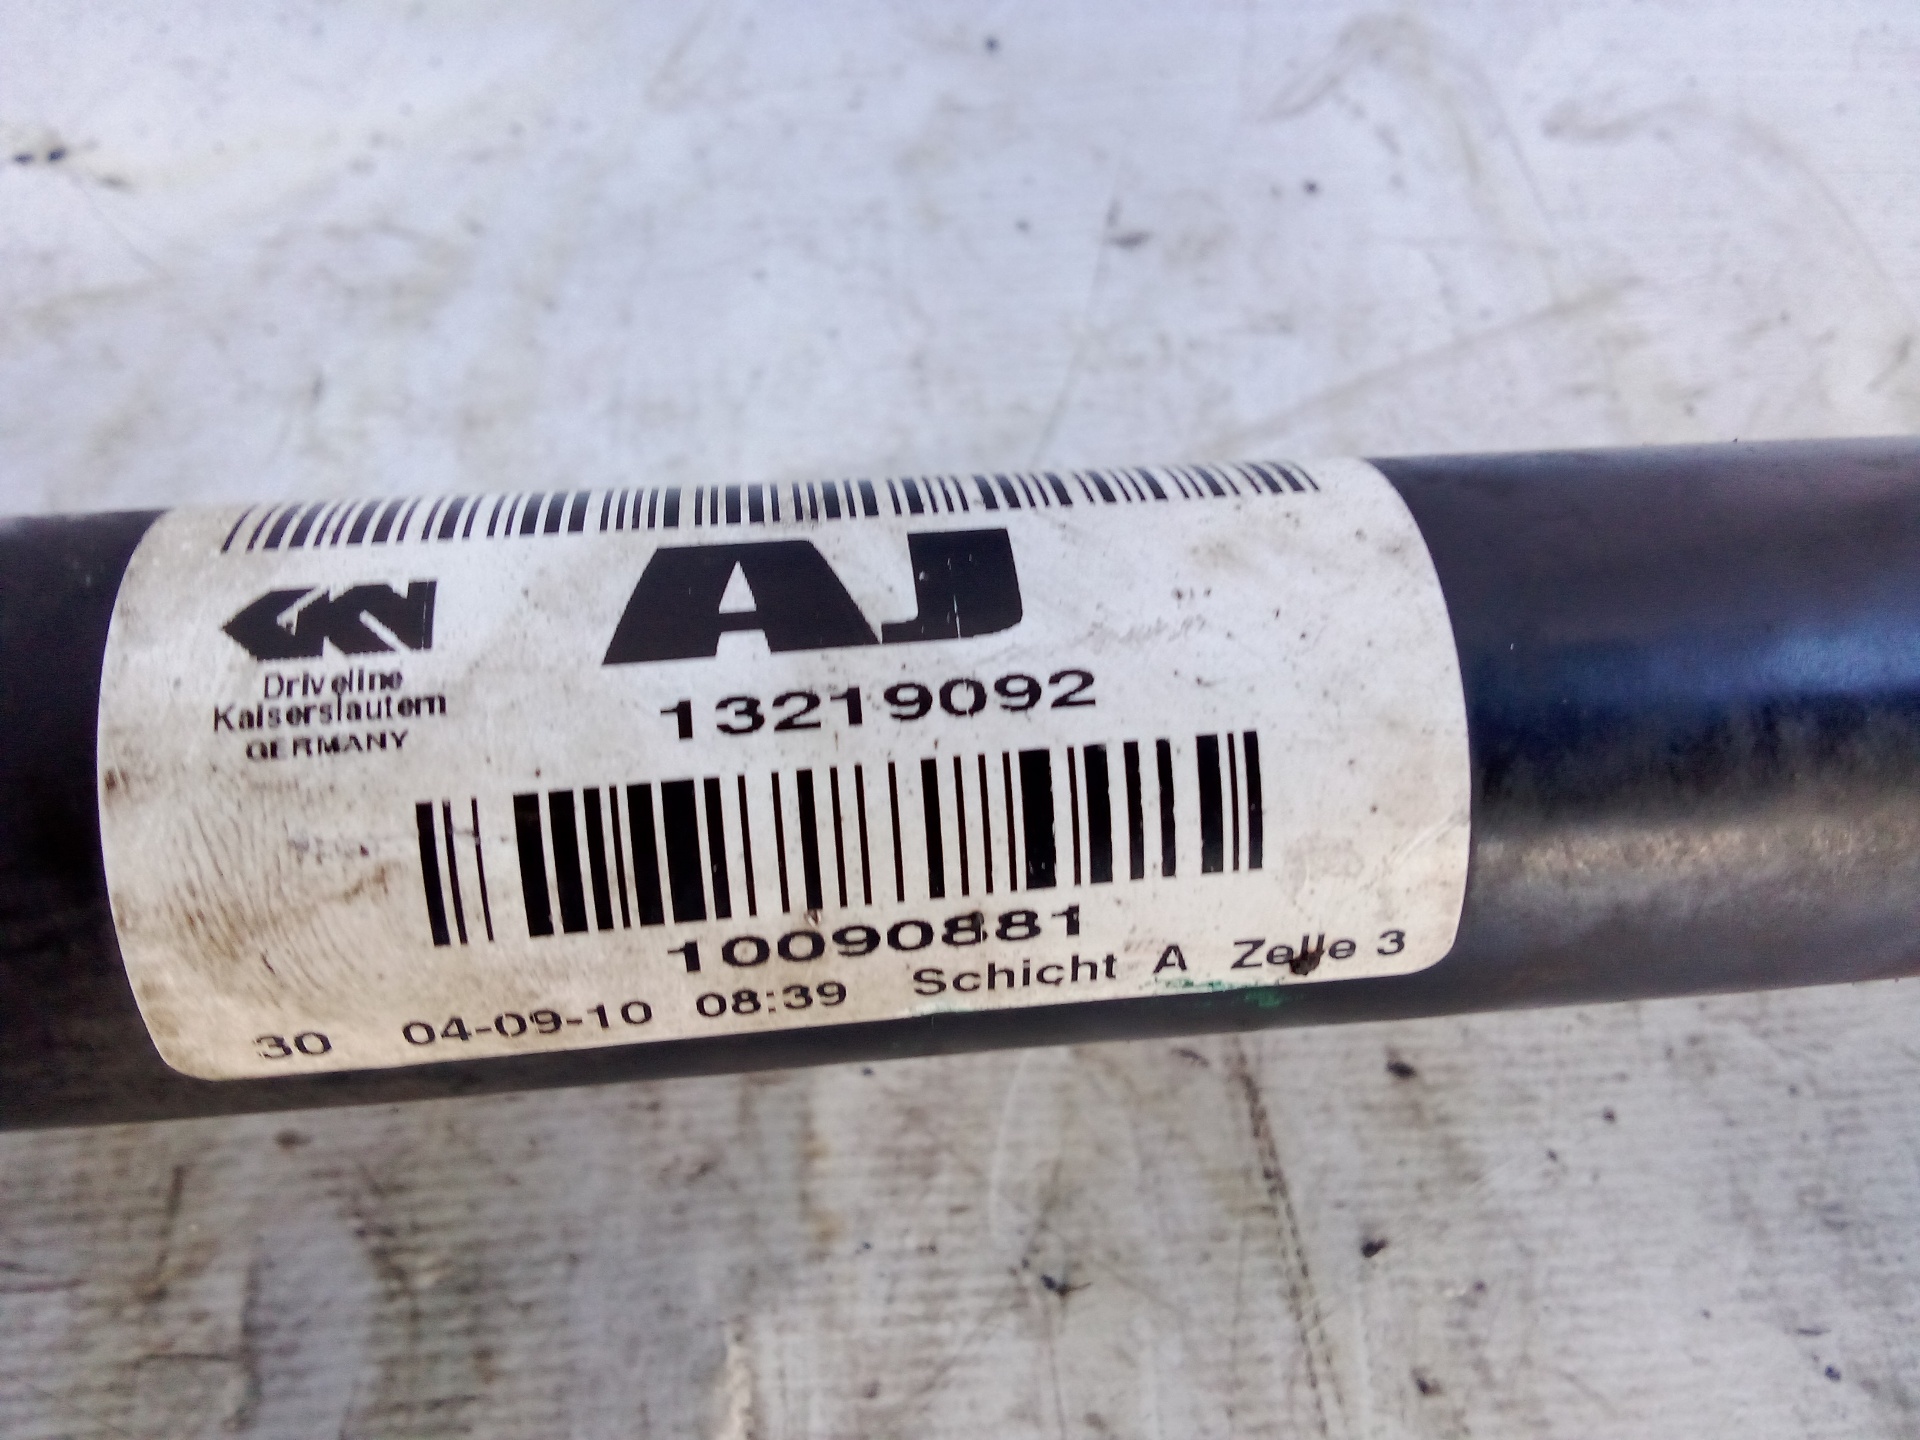 GKN
AJ
Driveline
Kaiserslautern
GERMANY
13219092
10090881
30 04-09-10 08:39 Schicht A Zelle 3